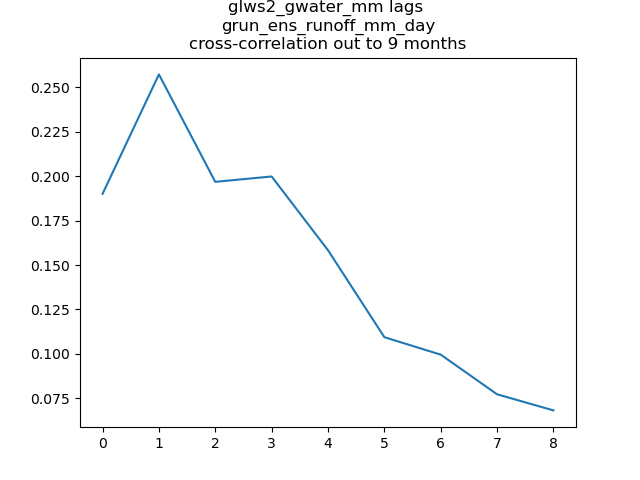 glws2_gwater_mm lags
grun_ens_runoff_mm_day
cross-correlation out to 9 months
0.250
0.225
0.200
0.175
0.150
0.125
0.100
0.075
0 1 2 3 4 5 6 7 8